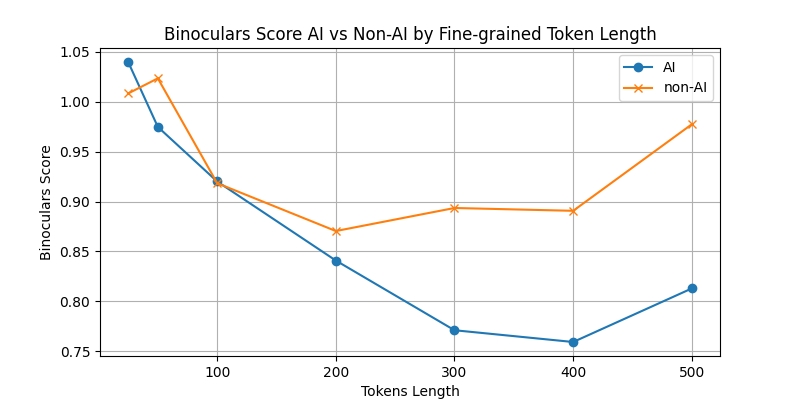 Binoculars Score AI vs Non-AI by Fine-grained Token Length
AI
non-AI
1.05
1.00
0.95
0.90
0.85
0.80
0.75
Binoculars Score
100 200 300 400 500
Tokens Length